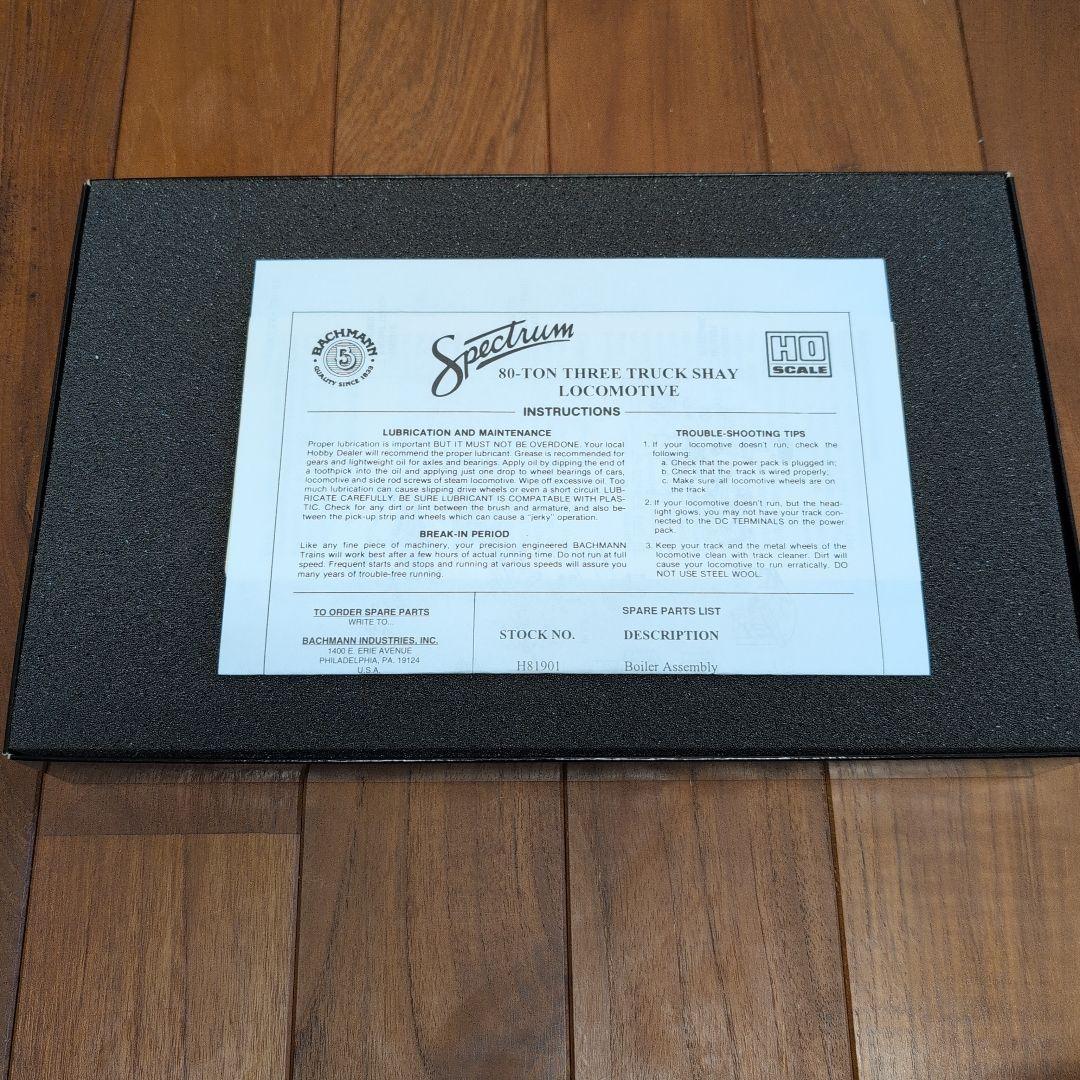 BACHMANN
QUALITY SINCE 1833
Spectrum
HO
SCALE
80-TON THREE TRUCK SHAY
LOCOMOTIVE
INSTRUCTIONS
LUBRICATION AND MAINTENANCE
Proper lubrication is important BUT IT MUST NOT BE OVERDONE. Your local
Hobby Dealer will recommend the proper lubricant. Grease is recommended for
gears and lightweight oil for axles and bearings. Apply oil by dipping the end of
a toothpick into the oil and applying just one drop to wheel bearings of cars,
locomotive and side rod screws of steam locomotive. Wipe off excessive oil. Too
much lubrication can cause slipping drive wheels or even a short circuit. LUB-
RICATE CAREFULLY. BE SURE LUBRICANT IS COMPATABLE WITH PLAS-
TIC. Check for any dirt or lint between the brush and armature, and also be-
tween the pick-up strip and wheels which can cause a "jerky" operation.
BREAK-IN PERIOD
Like any fine piece of machinery, your precision engineered BACHMANN
Trains will work best after a few hours of actual running time. Do not run at full
speed. Frequent starts and stops and running at various speeds will assure you
many years of trouble-free running.
TROUBLE-SHOOTING TIPS
1. If your locomotive doesn't run, check the
following:
a. Check that the power pack is plugged in;
b. Check that the track is wired properly;
c. Make sure all locomotive wheels are on
the track
2. If your locomotive doesn't run, but the head-
light glows, you may not have your track con-
nected to the DC TERMINALS on the power
pack.
3. Keep your track and the metal wheels of the
locomotive clean with track cleaner. Dirt will
cause your locomotive to run erratically. DO
NOT USE STEEL WOOL.
TO ORDER SPARE PARTS
WRITE TO...
BACHMANN INDUSTRIES, INC.
1400 E. ERIE AVENUE
PHILADELPHIA, PA. 19124
U.S.A.
SPARE PARTS LIST
STOCK NO. DESCRIPTION
H81901 Boiler Assembly